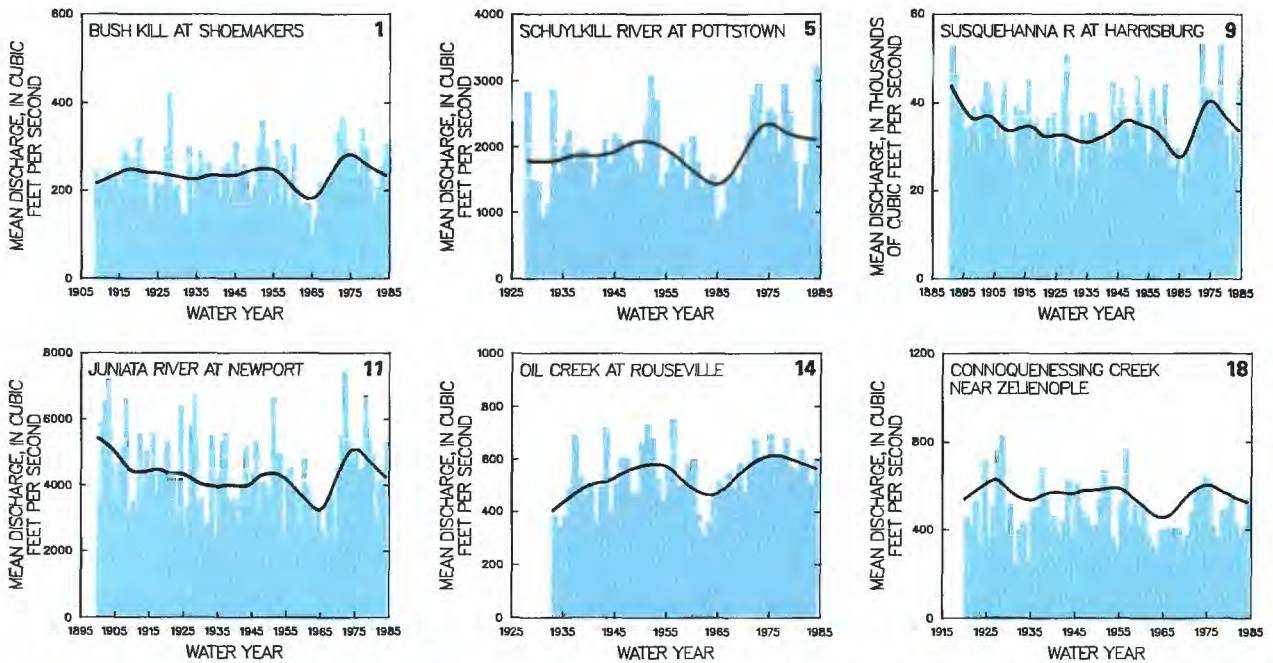 BUSH KILL AT SHOEMAKERS 1
MEAN DISCHARGE, IN CUBIC
FEET PER SECOND
600
400
200
0
1905 1915 1925 1935 1945 1955 1965 1975 1985
WATER YEAR
SCHUYLKILL RIVER AT POTTSTOWN 5
MEAN DISCHARGE, IN CUBIC
FEET PER SECOND
4000
3000
2000
1000
0
1925 1935 1945 1955 1965 1975 1985
WATER YEAR
SUSQUEHANNA R AT HARRISBURG 9
MEAN DISCHARGE, IN THOUSANDS
OF CUBIC FEET PER SECOND
60
40
20
0
1885 1895 1905 1915 1925 1935 1945 1955 1965 1975 1985
WATER YEAR
JUNIATA RIVER AT NEWPORT 11
MEAN DISCHARGE, IN CUBIC
FEET PER SECOND
8000
6000
4000
2000
0
1895 1905 1915 1925 1935 1945 1955 1965 1975 1985
WATER YEAR
OIL CREEK AT ROUSEVILLE 14
MEAN DISCHARGE, IN CUBIC
FEET PER SECOND
1000
800
600
400
200
0
1925 1935 1945 1955 1965 1975 1985
WATER YEAR
CONNOQUENESSING CREEK 18
NEAR ZELIENOPLE
MEAN DISCHARGE, IN CUBIC
FEET PER SECOND
1200
800
400
0
1915 1925 1935 1945 1955 1965 1975 1985
WATER YEAR